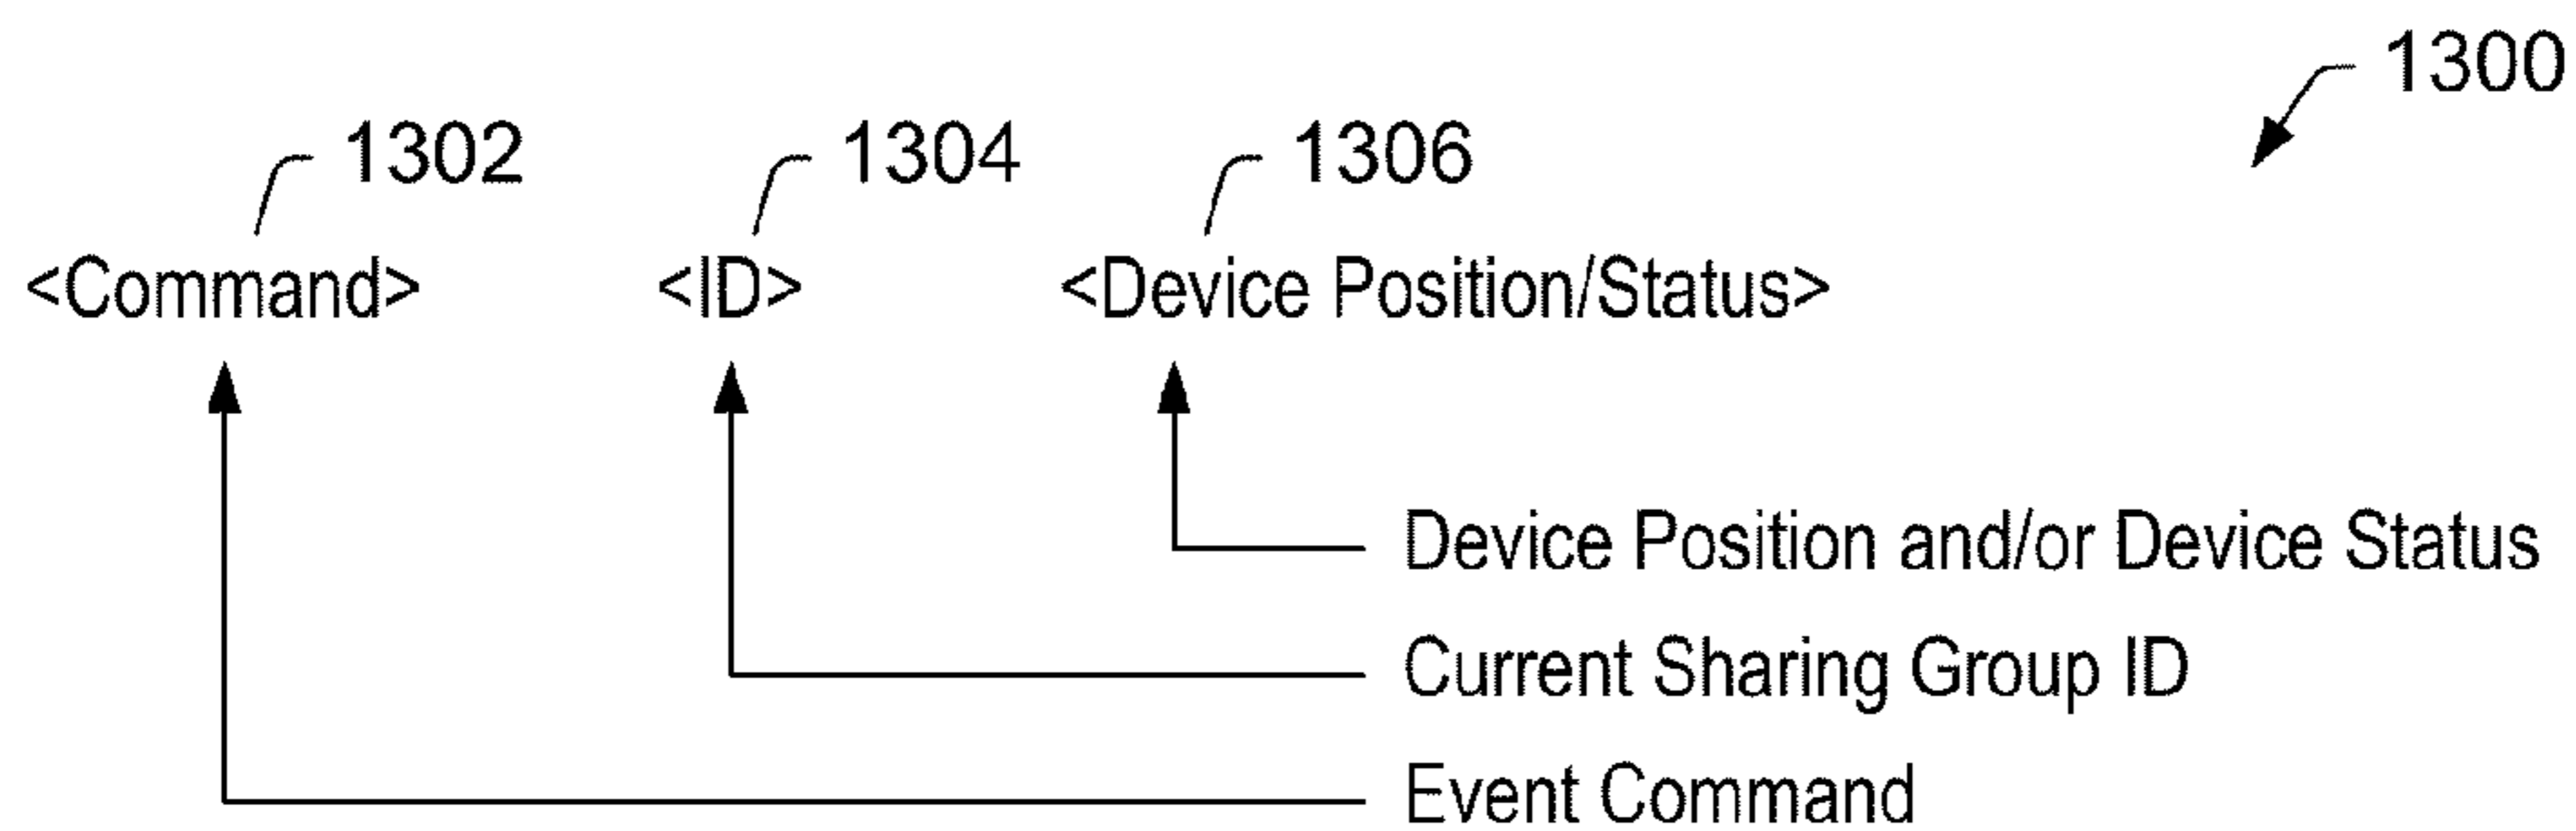 1300
1302 1304 1306
<Command> <ID> <Device Position/Status>
Device Position and/or Device Status
Current Sharing Group ID
Event Command